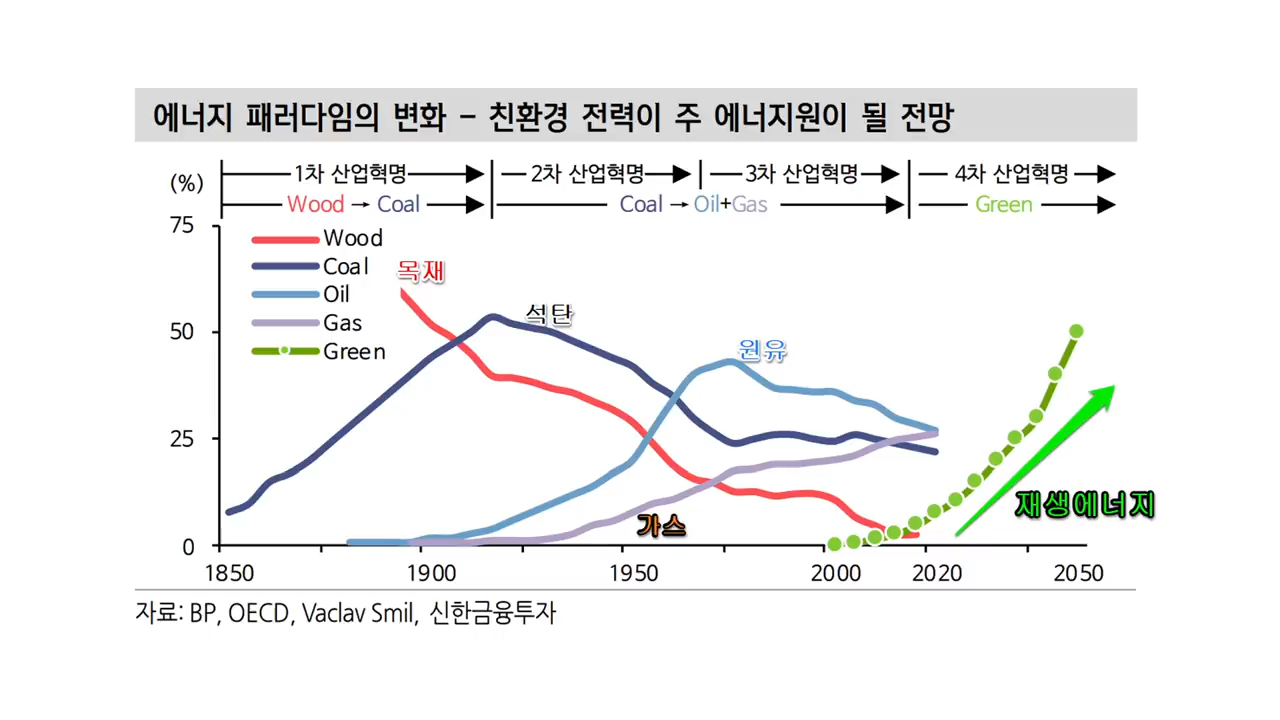 에너지 패러다임의 변화 – 친환경 전력이 주 에너지원이 될 전망
(%)
1차 산업혁명
2차 산업혁명
3차 산업혁명
4차 산업혁명
Wood → Coal
Coal → Oil+Gas
Green
75
Wood
Coal
Oil
Gas
Green
목재
석탄
원유
가스
재생에너지
50
25
0
1850
1900
1950
2000
2020
2050
자료: BP, OECD, Vaclav Smil, 신한금융투자